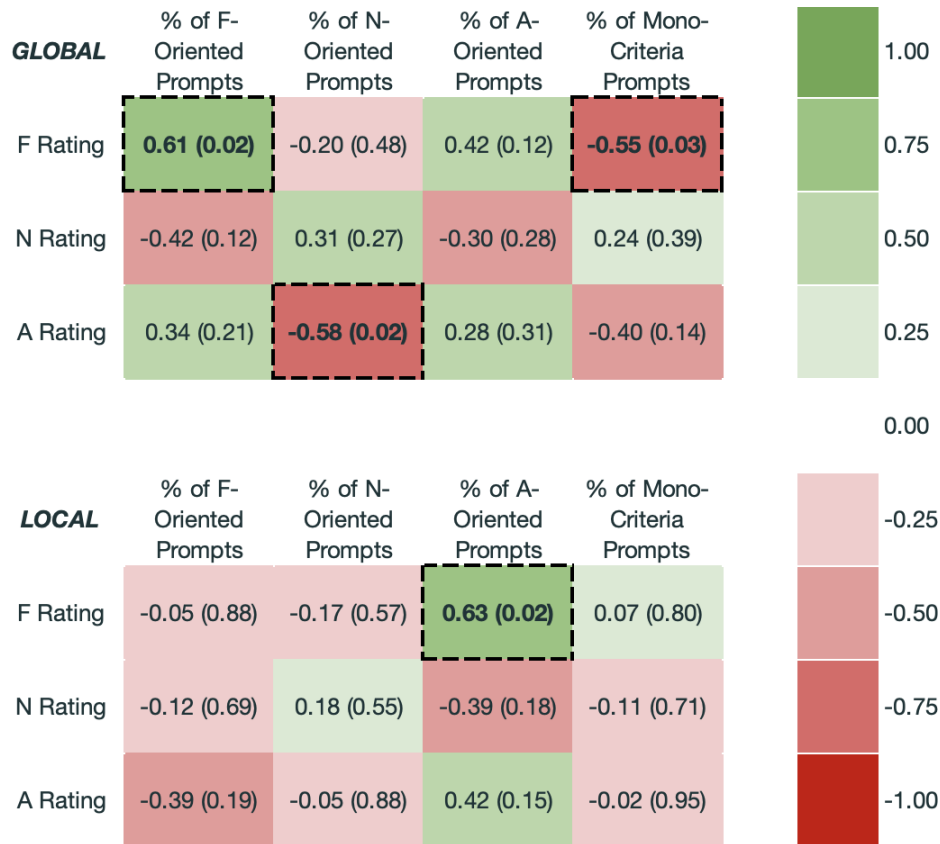 GLOBAL
% of F-
Oriented
Prompts
% of N-
Oriented
Prompts
% of A-
Oriented
Prompts
% of Mono-
Criteria
Prompts
F Rating 0.61 (0.02) -0.20 (0.48) 0.42 (0.12) -0.55 (0.03)
N Rating -0.42 (0.12) 0.31 (0.27) -0.30 (0.28) 0.24 (0.39)
A Rating 0.34 (0.21) -0.58 (0.02) 0.28 (0.31) -0.40 (0.14)
LOCAL
% of F-
Oriented
Prompts
% of N-
Oriented
Prompts
% of A-
Oriented
Prompts
% of Mono-
Criteria
Prompts
F Rating -0.05 (0.88) -0.17 (0.57) 0.63 (0.02) 0.07 (0.80)
N Rating -0.12 (0.69) 0.18 (0.55) -0.39 (0.18) -0.11 (0.71)
A Rating -0.39 (0.19) -0.05 (0.88) 0.42 (0.15) -0.02 (0.95)
1.00
0.75
0.50
0.25
0.00
-0.25
-0.50
-0.75
-1.00